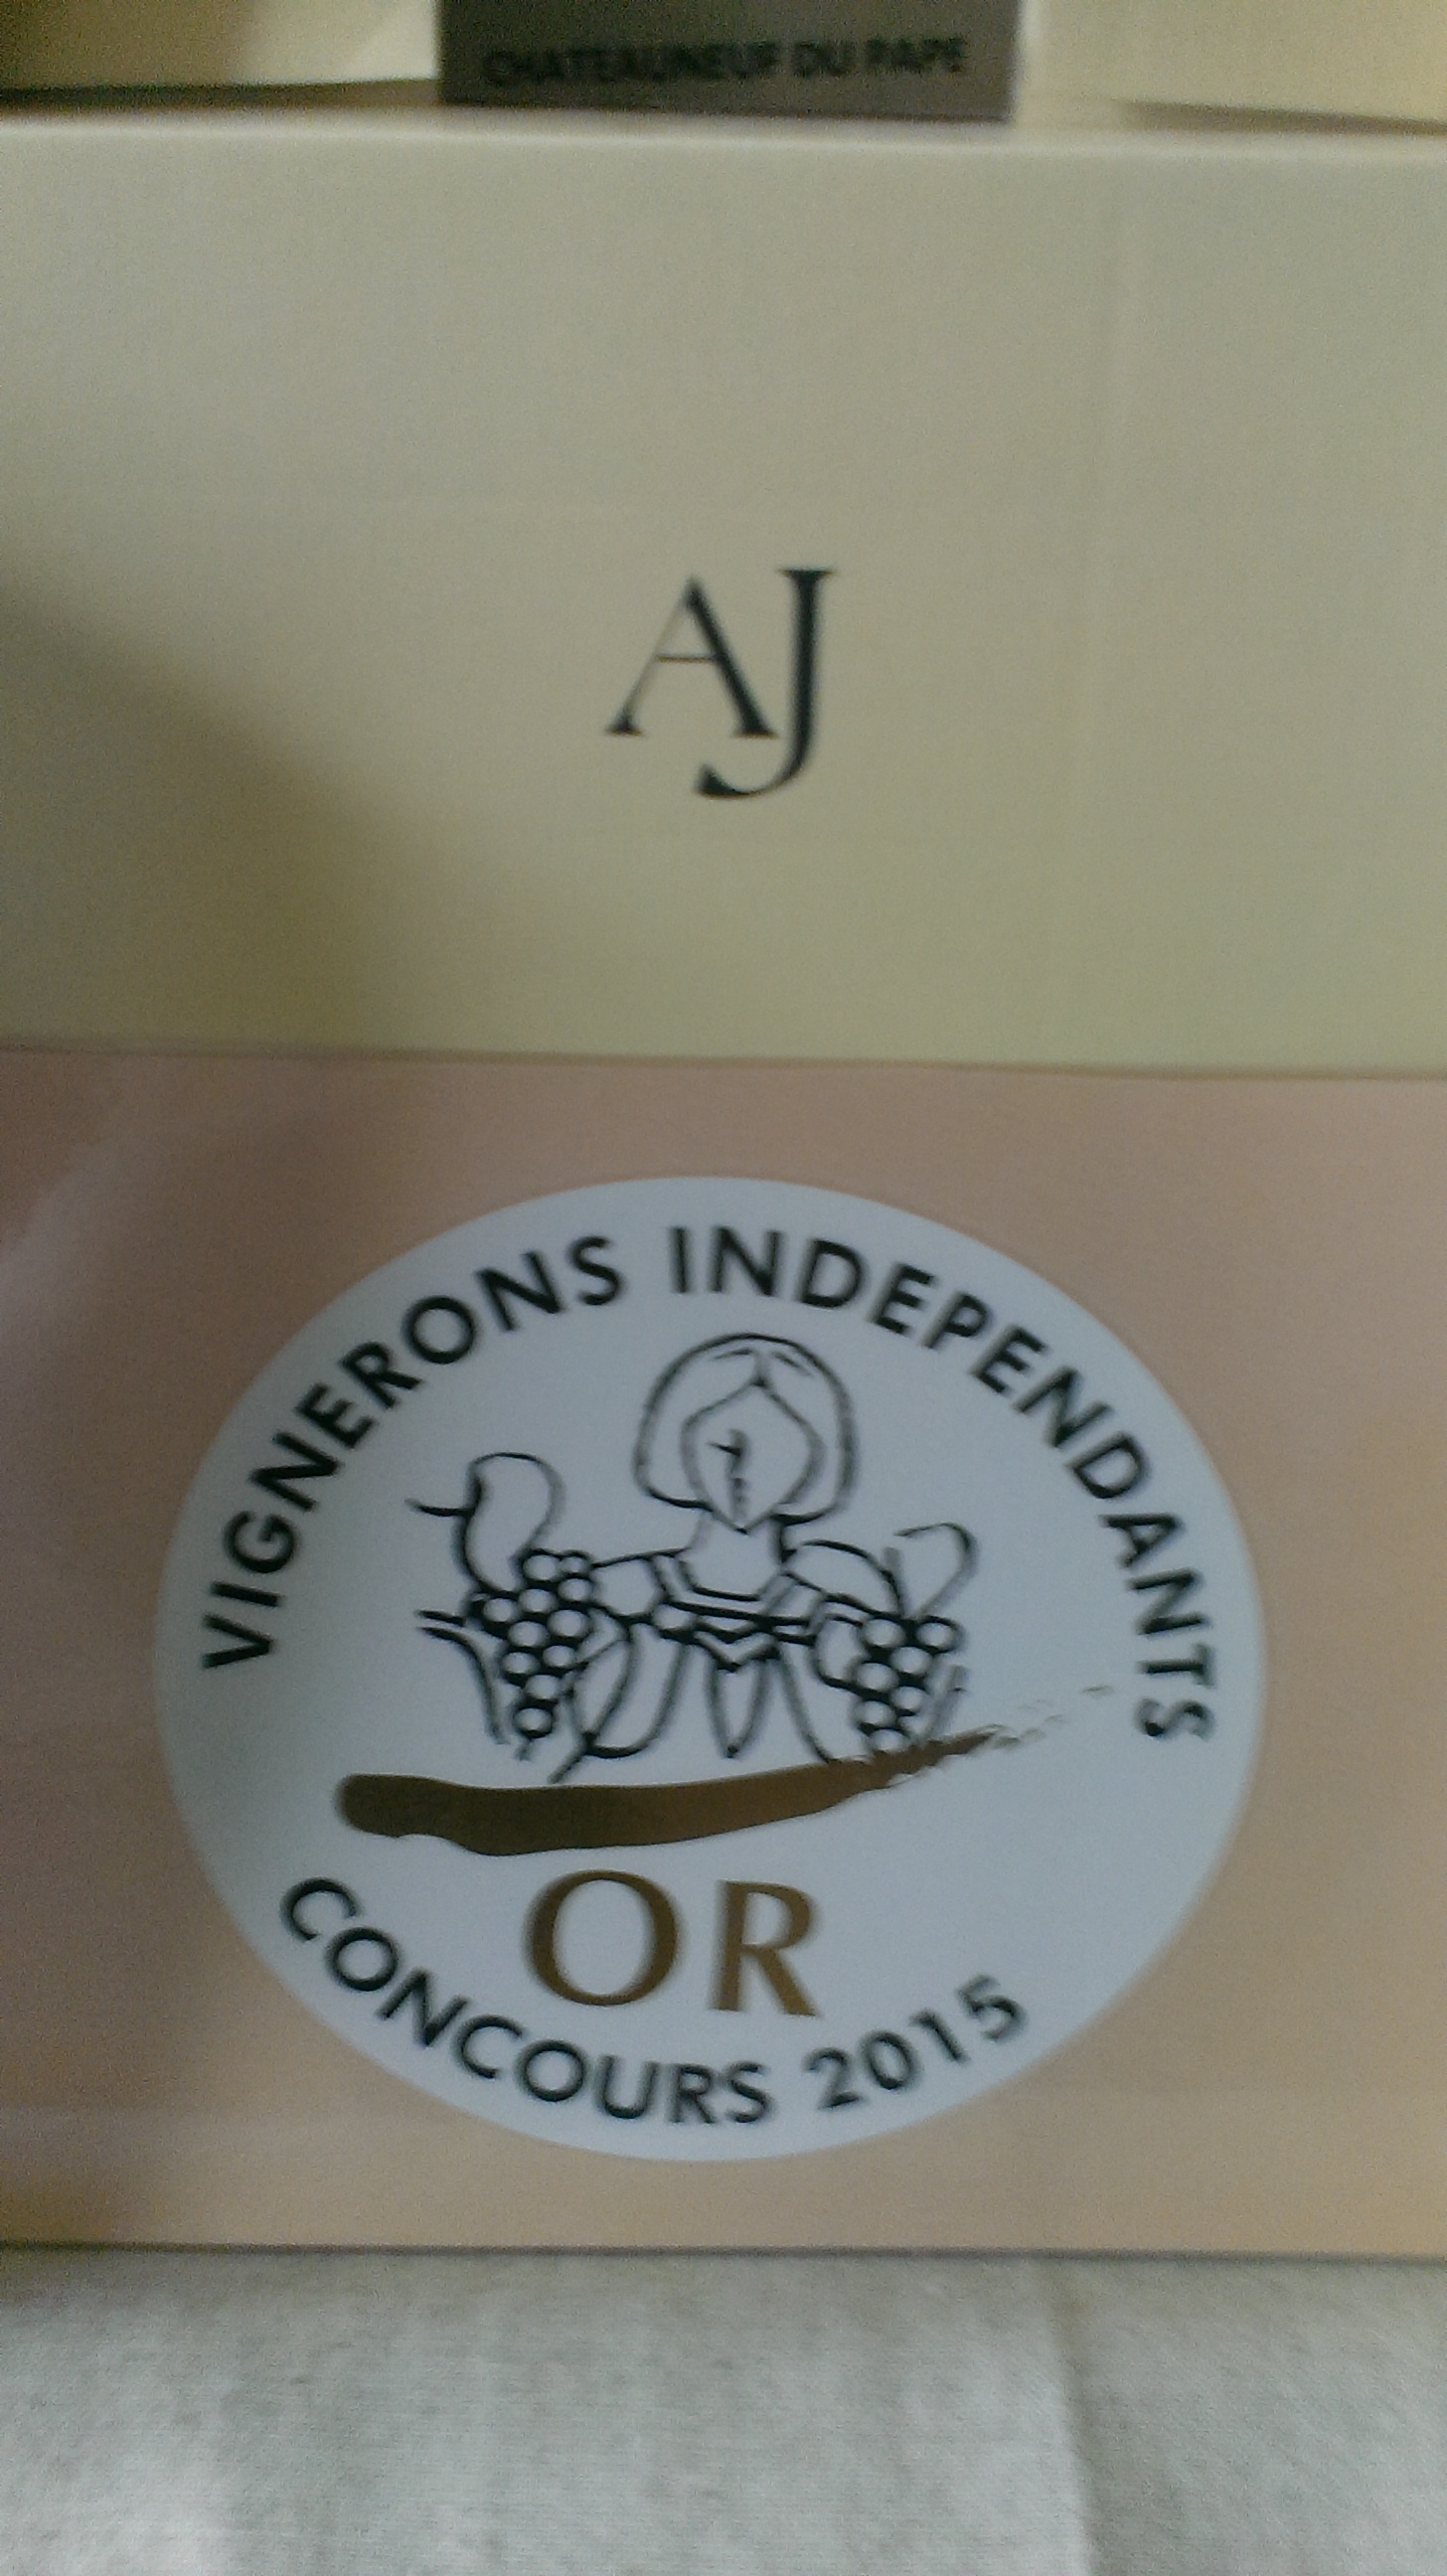 CHATEAUNEUF DU PAPE
AJ
VIGNERONS INDEPENDANTS
OR
CONCOURS 2015